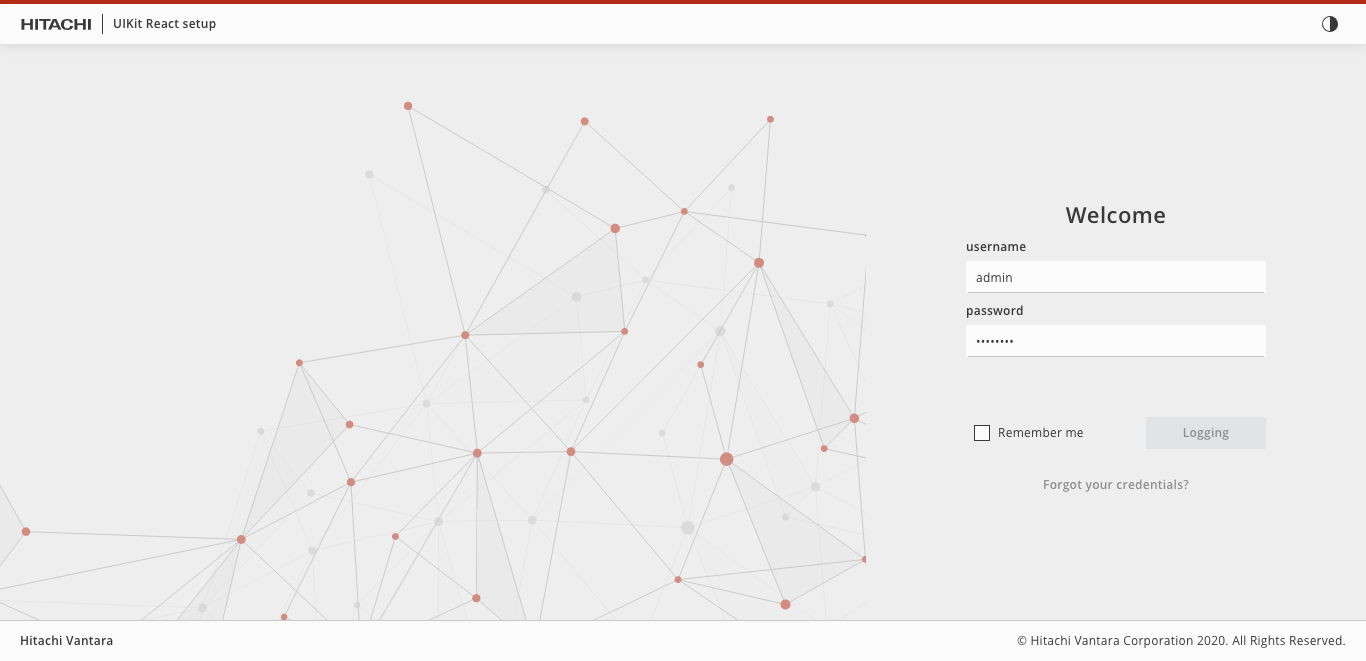 HITACHI UIKit React setup
Welcome
username
admin
password
••••••••
Remember me Logging
Forgot your credentials?
Hitachi Vantara © Hitachi Vantara Corporation 2020. All Rights Reserved.